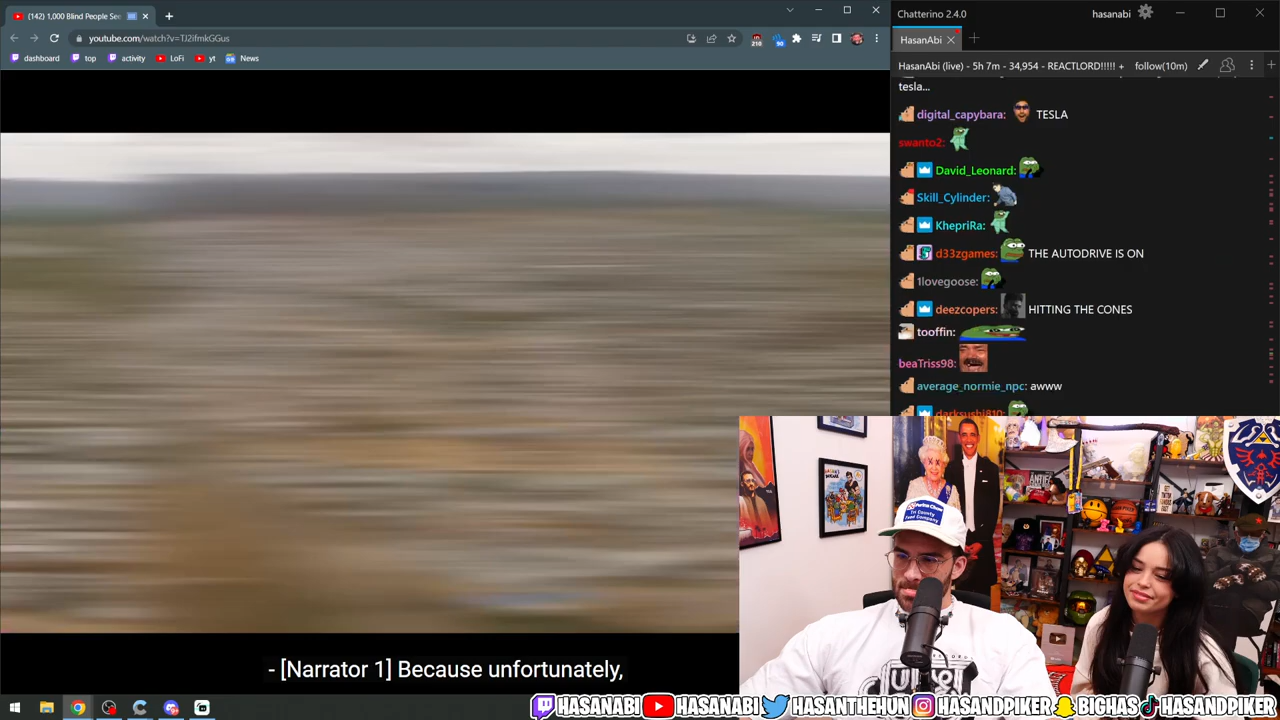 (142) 1,000 Blind People See
youtube.com/watch?v=TJ2ifmkGGus
218
90
dashboard
top
activity
LoFi
yt
News
- [Narrator 1] Because unfortunately,
Chatterino 2.4.0
hasanabi
HasanAbi
HasanAbi (live) - 5h 7m - 34,954 - REACTLORD!!!!! +
follow(10m)
tesla...
digital_capybara: TESLA
swanto2:
David_Leonard:
Skill_Cylinder:
KhepriRa:
d33zgames: THE AUTODRIVE IS ON
1lovegoose:
deezcopers: HITTING THE CONES
tooffin:
beaTriss98:
average_normie_npc: awww
darksushi810:
HASANABI
HASANABI
HASANTHEHUN
HASANDPIKER
BIGHAS
HASANDPIKER